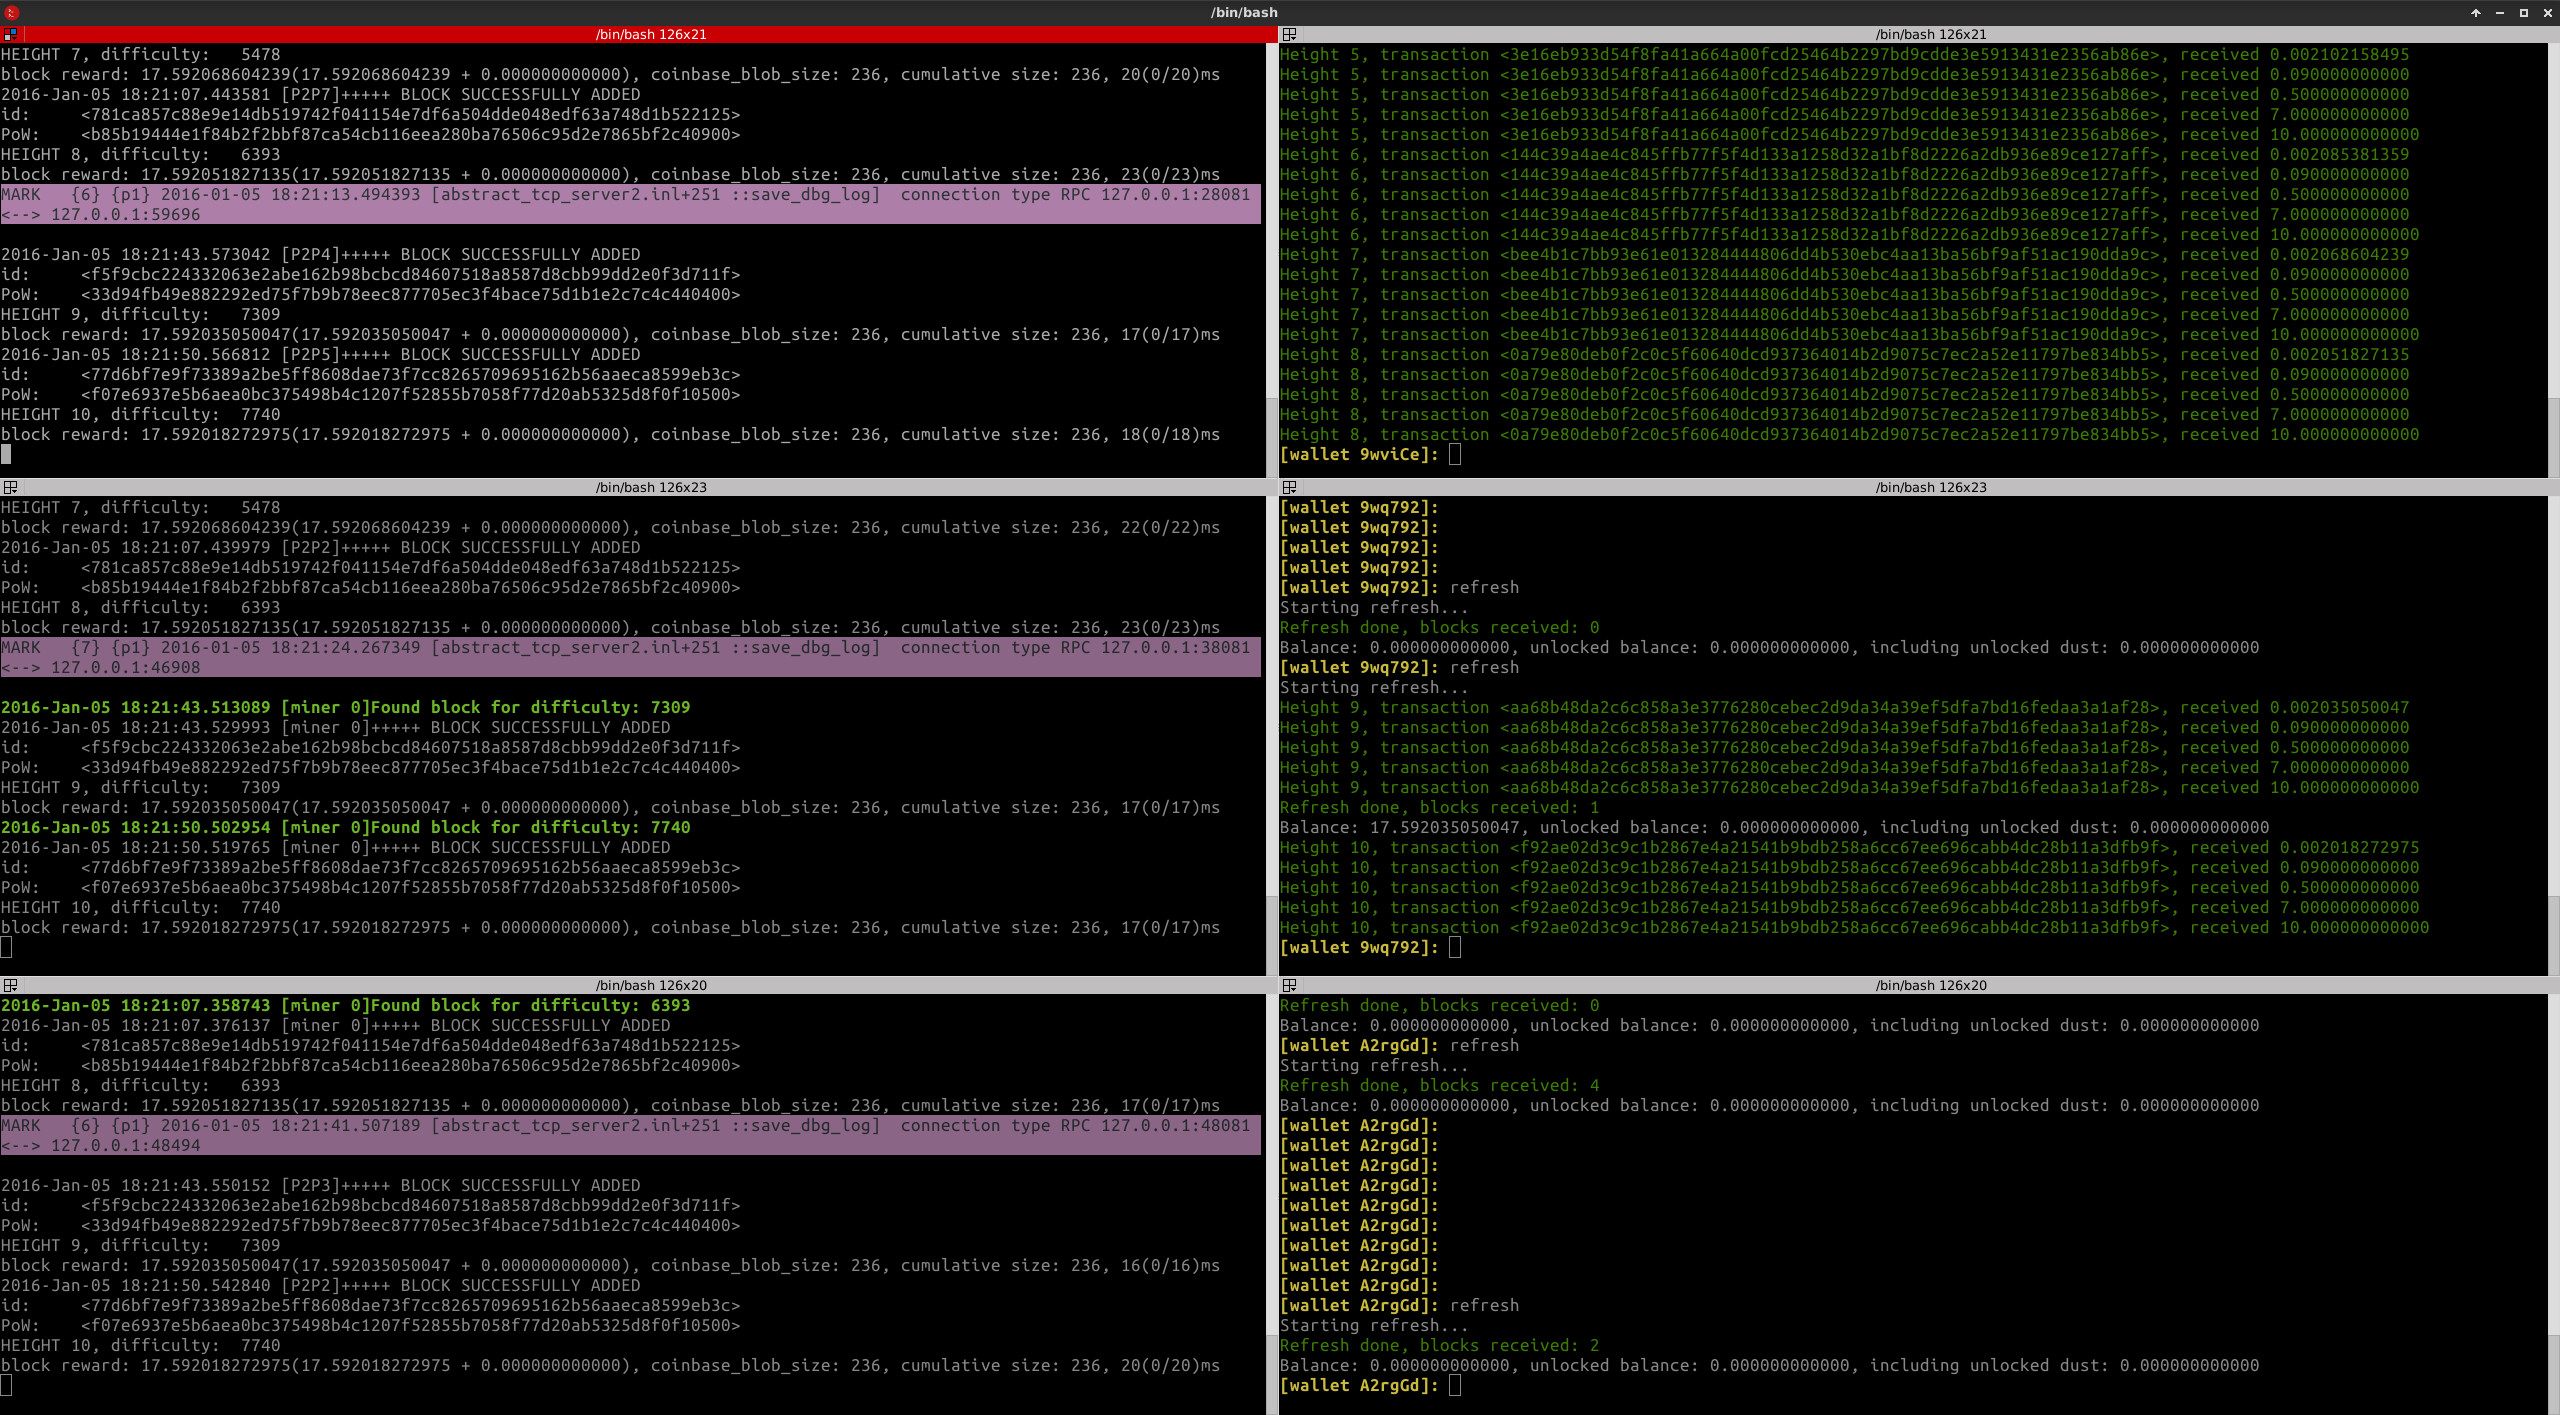 /bin/bash
/bin/bash 126x21
HEIGHT 7, difficulty:   5478
block reward: 17.592068604239(17.592068604239 + 0.000000000000), coinbase_blob_size: 236, cumulative size: 236, 20(0/20)ms
2016-Jan-05 18:21:07.443581 [P2P7]+++++ BLOCK SUCCESSFULLY ADDED
id:    <781ca857c88e9e14db519742f041154e7df6a504dde048edf63a748d1b522125>
PoW:    <b85b19444e1f84b2f2bbf87ca54cb116eea280ba76506c95d2e7865bf2c40900>
HEIGHT 8, difficulty:   6393
block reward: 17.592051827135(17.592051827135 + 0.000000000000), coinbase_blob_size: 236, cumulative size: 236, 23(0/23)ms
MARK   {6} {p1} 2016-01-05 18:21:13.494393 [abstract_tcp_server2.inl+251 ::save_dbg_log]  connection type RPC 127.0.0.1:28081
<--> 127.0.0.1:59696
2016-Jan-05 18:21:43.573042 [P2P4]+++++ BLOCK SUCCESSFULLY ADDED
id:    <f5f9cbc224332063e2abe162b98bcbcd84607518a8587d8cbb99dd2e0f3d711f>
PoW:    <33d94fb49e882292ed75f7b9b78eec877705ec3f4bace75d1b1e2c7c4c440400>
HEIGHT 9, difficulty:   7309
block reward: 17.592035050047(17.592035050047 + 0.000000000000), coinbase_blob_size: 236, cumulative size: 236, 17(0/17)ms
2016-Jan-05 18:21:50.566812 [P2P5]+++++ BLOCK SUCCESSFULLY ADDED
id:    <77d6bf7e9f73389a2be5ff8608dae73f7cc8265709695162b56aaeca8599eb3c>
PoW:    <f07e6937e5b6aea0bc375498b4c1207f52855b7058f77d20ab5325d8f0f10500>
HEIGHT 10, difficulty:  7740
block reward: 17.592018272975(17.592018272975 + 0.000000000000), coinbase_blob_size: 236, cumulative size: 236, 18(0/18)ms
/bin/bash 126x21
Height 5, transaction <3e16eb933d54f8fa41a664a00fcd25464b2297bd9cdde3e5913431e2356ab86e>, received 0.002102158495
Height 5, transaction <3e16eb933d54f8fa41a664a00fcd25464b2297bd9cdde3e5913431e2356ab86e>, received 0.090000000000
Height 5, transaction <3e16eb933d54f8fa41a664a00fcd25464b2297bd9cdde3e5913431e2356ab86e>, received 0.500000000000
Height 5, transaction <3e16eb933d54f8fa41a664a00fcd25464b2297bd9cdde3e5913431e2356ab86e>, received 7.000000000000
Height 5, transaction <3e16eb933d54f8fa41a664a00fcd25464b2297bd9cdde3e5913431e2356ab86e>, received 10.000000000000
Height 6, transaction <144c39a4ae4c845ffb77f5f4d133a1258d32a1bf8d2226a2db936e89ce127aff>, received 0.002085381359
Height 6, transaction <144c39a4ae4c845ffb77f5f4d133a1258d32a1bf8d2226a2db936e89ce127aff>, received 0.090000000000
Height 6, transaction <144c39a4ae4c845ffb77f5f4d133a1258d32a1bf8d2226a2db936e89ce127aff>, received 0.500000000000
Height 6, transaction <144c39a4ae4c845ffb77f5f4d133a1258d32a1bf8d2226a2db936e89ce127aff>, received 7.000000000000
Height 6, transaction <144c39a4ae4c845ffb77f5f4d133a1258d32a1bf8d2226a2db936e89ce127aff>, received 10.000000000000
Height 7, transaction <bee4b1c7bb93e61e013284444806dd4b530ebc4aa13ba56bf9af51ac190dda9c>, received 0.002068604239
Height 7, transaction <bee4b1c7bb93e61e013284444806dd4b530ebc4aa13ba56bf9af51ac190dda9c>, received 0.090000000000
Height 7, transaction <bee4b1c7bb93e61e013284444806dd4b530ebc4aa13ba56bf9af51ac190dda9c>, received 0.500000000000
Height 7, transaction <bee4b1c7bb93e61e013284444806dd4b530ebc4aa13ba56bf9af51ac190dda9c>, received 7.000000000000
Height 7, transaction <bee4b1c7bb93e61e013284444806dd4b530ebc4aa13ba56bf9af51ac190dda9c>, received 10.000000000000
Height 8, transaction <0a79e80deb0f2c0c5f60640dcd937364014b2d9075c7ec2a52e11797be834bb5>, received 0.002051827135
Height 8, transaction <0a79e80deb0f2c0c5f60640dcd937364014b2d9075c7ec2a52e11797be834bb5>, received 0.090000000000
Height 8, transaction <0a79e80deb0f2c0c5f60640dcd937364014b2d9075c7ec2a52e11797be834bb5>, received 0.500000000000
Height 8, transaction <0a79e80deb0f2c0c5f60640dcd937364014b2d9075c7ec2a52e11797be834bb5>, received 7.000000000000
Height 8, transaction <0a79e80deb0f2c0c5f60640dcd937364014b2d9075c7ec2a52e11797be834bb5>, received 10.000000000000
[wallet 9wviCe]:
/bin/bash 126x23
HEIGHT 7, difficulty:   5478
block reward: 17.592068604239(17.592068604239 + 0.000000000000), coinbase_blob_size: 236, cumulative size: 236, 22(0/22)ms
2016-Jan-05 18:21:07.439979 [P2P2]+++++ BLOCK SUCCESSFULLY ADDED
id:    <781ca857c88e9e14db519742f041154e7df6a504dde048edf63a748d1b522125>
PoW:    <b85b19444e1f84b2f2bbf87ca54cb116eea280ba76506c95d2e7865bf2c40900>
HEIGHT 8, difficulty:   6393
block reward: 17.592051827135(17.592051827135 + 0.000000000000), coinbase_blob_size: 236, cumulative size: 236, 23(0/23)ms
MARK   {7} {p1} 2016-01-05 18:21:24.267349 [abstract_tcp_server2.inl+251 ::save_dbg_log]  connection type RPC 127.0.0.1:38081
<--> 127.0.0.1:46908
2016-Jan-05 18:21:43.513089 [miner 0]Found block for difficulty: 7309
2016-Jan-05 18:21:43.529993 [miner 0]+++++ BLOCK SUCCESSFULLY ADDED
id:    <f5f9cbc224332063e2abe162b98bcbcd84607518a8587d8cbb99dd2e0f3d711f>
PoW:    <33d94fb49e882292ed75f7b9b78eec877705ec3f4bace75d1b1e2c7c4c440400>
HEIGHT 9, difficulty:   7309
block reward: 17.592035050047(17.592035050047 + 0.000000000000), coinbase_blob_size: 236, cumulative size: 236, 17(0/17)ms
2016-Jan-05 18:21:50.502954 [miner 0]Found block for difficulty: 7740
2016-Jan-05 18:21:50.519765 [miner 0]+++++ BLOCK SUCCESSFULLY ADDED
id:    <77d6bf7e9f73389a2be5ff8608dae73f7cc8265709695162b56aaeca8599eb3c>
PoW:    <f07e6937e5b6aea0bc375498b4c1207f52855b7058f77d20ab5325d8f0f10500>
HEIGHT 10, difficulty:  7740
block reward: 17.592018272975(17.592018272975 + 0.000000000000), coinbase_blob_size: 236, cumulative size: 236, 17(0/17)ms
/bin/bash 126x23
[wallet 9wq792]:
[wallet 9wq792]:
[wallet 9wq792]:
[wallet 9wq792]:
[wallet 9wq792]: refresh
Starting refresh...
Refresh done, blocks received: 0
Balance: 0.000000000000, unlocked balance: 0.000000000000, including unlocked dust: 0.000000000000
[wallet 9wq792]: refresh
Starting refresh...
Height 9, transaction <aa68b48da2c6c858a3e3776280cebec2d9da34a39ef5dfa7bd16fedaa3a1af28>, received 0.002035050047
Height 9, transaction <aa68b48da2c6c858a3e3776280cebec2d9da34a39ef5dfa7bd16fedaa3a1af28>, received 0.090000000000
Height 9, transaction <aa68b48da2c6c858a3e3776280cebec2d9da34a39ef5dfa7bd16fedaa3a1af28>, received 0.500000000000
Height 9, transaction <aa68b48da2c6c858a3e3776280cebec2d9da34a39ef5dfa7bd16fedaa3a1af28>, received 7.000000000000
Height 9, transaction <aa68b48da2c6c858a3e3776280cebec2d9da34a39ef5dfa7bd16fedaa3a1af28>, received 10.000000000000
Refresh done, blocks received: 1
Balance: 17.592035050047, unlocked balance: 0.000000000000, including unlocked dust: 0.000000000000
Height 10, transaction <f92ae02d3c9c1b2867e4a21541b9bdb258a6cc67ee696cabb4dc28b11a3dfb9f>, received 0.002018272975
Height 10, transaction <f92ae02d3c9c1b2867e4a21541b9bdb258a6cc67ee696cabb4dc28b11a3dfb9f>, received 0.090000000000
Height 10, transaction <f92ae02d3c9c1b2867e4a21541b9bdb258a6cc67ee696cabb4dc28b11a3dfb9f>, received 0.500000000000
Height 10, transaction <f92ae02d3c9c1b2867e4a21541b9bdb258a6cc67ee696cabb4dc28b11a3dfb9f>, received 7.000000000000
Height 10, transaction <f92ae02d3c9c1b2867e4a21541b9bdb258a6cc67ee696cabb4dc28b11a3dfb9f>, received 10.000000000000
[wallet 9wq792]:
/bin/bash 126x20
2016-Jan-05 18:21:07.358743 [miner 0]Found block for difficulty: 6393
2016-Jan-05 18:21:07.376137 [miner 0]+++++ BLOCK SUCCESSFULLY ADDED
id:    <781ca857c88e9e14db519742f041154e7df6a504dde048edf63a748d1b522125>
PoW:    <b85b19444e1f84b2f2bbf87ca54cb116eea280ba76506c95d2e7865bf2c40900>
HEIGHT 8, difficulty:   6393
block reward: 17.592051827135(17.592051827135 + 0.000000000000), coinbase_blob_size: 236, cumulative size: 236, 17(0/17)ms
MARK   {6} {p1} 2016-01-05 18:21:41.507189 [abstract_tcp_server2.inl+251 ::save_dbg_log]  connection type RPC 127.0.0.1:48081
<--> 127.0.0.1:48494
2016-Jan-05 18:21:43.550152 [P2P3]+++++ BLOCK SUCCESSFULLY ADDED
id:    <f5f9cbc224332063e2abe162b98bcbcd84607518a8587d8cbb99dd2e0f3d711f>
PoW:    <33d94fb49e882292ed75f7b9b78eec877705ec3f4bace75d1b1e2c7c4c440400>
HEIGHT 9, difficulty:   7309
block reward: 17.592035050047(17.592035050047 + 0.000000000000), coinbase_blob_size: 236, cumulative size: 236, 16(0/16)ms
2016-Jan-05 18:21:50.542840 [P2P2]+++++ BLOCK SUCCESSFULLY ADDED
id:    <77d6bf7e9f73389a2be5ff8608dae73f7cc8265709695162b56aaeca8599eb3c>
PoW:    <f07e6937e5b6aea0bc375498b4c1207f52855b7058f77d20ab5325d8f0f10500>
HEIGHT 10, difficulty:  7740
block reward: 17.592018272975(17.592018272975 + 0.000000000000), coinbase_blob_size: 236, cumulative size: 236, 20(0/20)ms
/bin/bash 126x20
Refresh done, blocks received: 0
Balance: 0.000000000000, unlocked balance: 0.000000000000, including unlocked dust: 0.000000000000
[wallet A2rgGd]: refresh
Starting refresh...
Refresh done, blocks received: 4
Balance: 0.000000000000, unlocked balance: 0.000000000000, including unlocked dust: 0.000000000000
[wallet A2rgGd]:
[wallet A2rgGd]:
[wallet A2rgGd]:
[wallet A2rgGd]:
[wallet A2rgGd]:
[wallet A2rgGd]:
[wallet A2rgGd]:
[wallet A2rgGd]:
[wallet A2rgGd]:
[wallet A2rgGd]: refresh
Starting refresh...
Refresh done, blocks received: 2
Balance: 0.000000000000, unlocked balance: 0.000000000000, including unlocked dust: 0.000000000000
[wallet A2rgGd]: